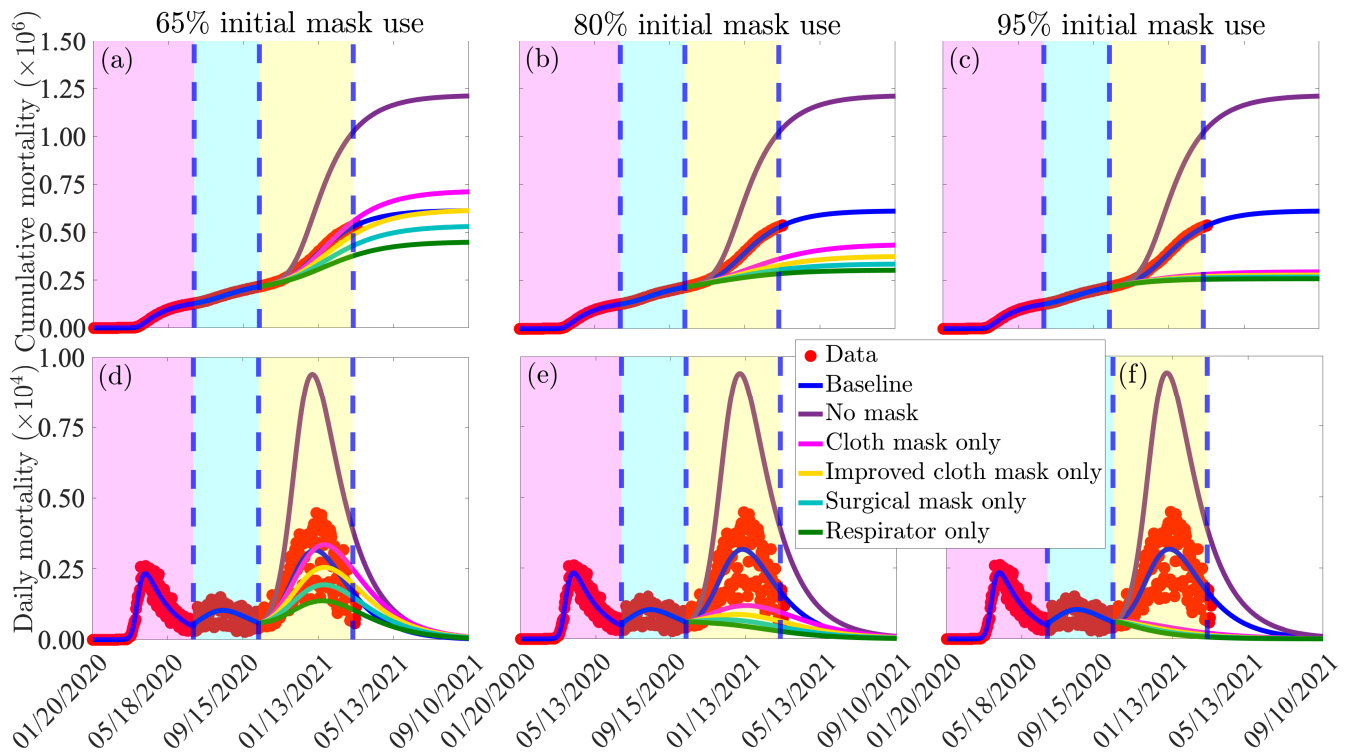 65% initial mask use
80% initial mask use
95% initial mask use
Cumulative mortality (×10⁶)
1.50
1.25
1.00
0.75
0.50
0.25
0.00
(a)
(b)
(c)
Daily mortality (×10⁴)
1.00
0.75
0.50
0.25
0.00
(d)
(e)
(f)
Data
Baseline
No mask
Cloth mask only
Improved cloth mask only
Surgical mask only
Respirator only
01/20/2020
05/18/2020
09/15/2020
01/13/2021
05/13/2021
09/10/2021
01/20/2020
05/13/2021
09/15/2020
01/13/2021
05/13/2021
09/10/2021
01/20/2020
05/18/2020
09/15/2020
01/13/2021
05/13/2021
09/10/2021